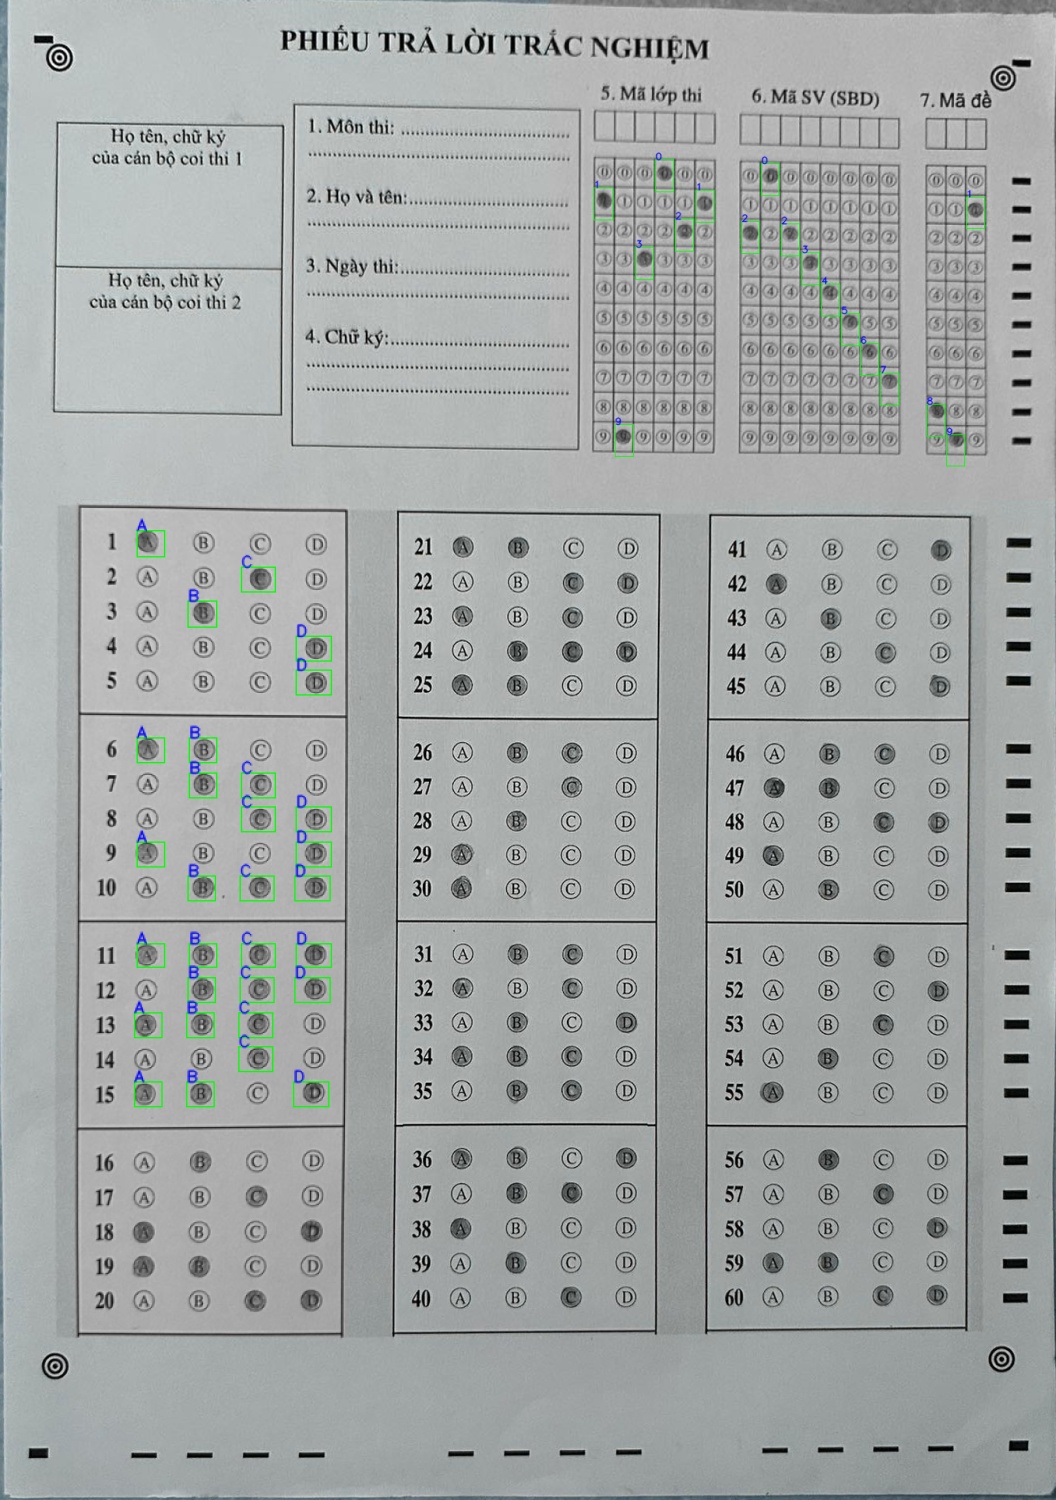 PHIẾU TRẢ LỜI TRẮC NGHIỆM
Họ tên, chữ ký
của cán bộ coi thi 1
Họ tên, chữ ký
của cán bộ coi thi 2
1. Môn thi: ........................................
2. Họ và tên:........................................
3. Ngày thi:........................................
4. Chữ ký:........................................
5. Mã lớp thi
6. Mã SV (SBD)
7. Mã đề
1 A B C D
2 A B C D
3 A B C D
4 A B C D
5 A B C D
6 A B C D
7 A B C D
8 A B C D
9 A B C D
10 A B C D
11 A B C D
12 A B C D
13 A B C D
14 A B C D
15 A B C D
16 A B C D
17 A B C D
18 A B C D
19 A B C D
20 A B C D
21 A B C D
22 A B C D
23 A B C D
24 A B C D
25 A B C D
26 A B C D
27 A B C D
28 A B C D
29 A B C D
30 A B C D
31 A B C D
32 A B C D
33 A B C D
34 A B C D
35 A B C D
36 A B C D
37 A B C D
38 A B C D
39 A B C D
40 A B C D
41 A B C D
42 A B C D
43 A B C D
44 A B C D
45 A B C D
46 A B C D
47 A B C D
48 A B C D
49 A B C D
50 A B C D
51 A B C D
52 A B C D
53 A B C D
54 A B C D
55 A B C D
56 A B C D
57 A B C D
58 A B C D
59 A B C D
60 A B C D